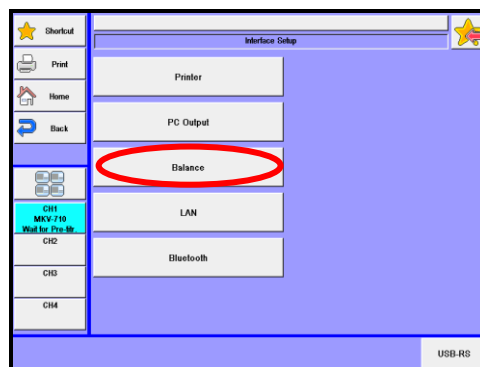 Shortcut
Interface Setup
Print
Printer
Home
PC Output
Back
Balance
CH1
MKV-710
Wait for Pre-Mr.
LAN
CH2
Bluetooth
CH3
CH4
USB-RS